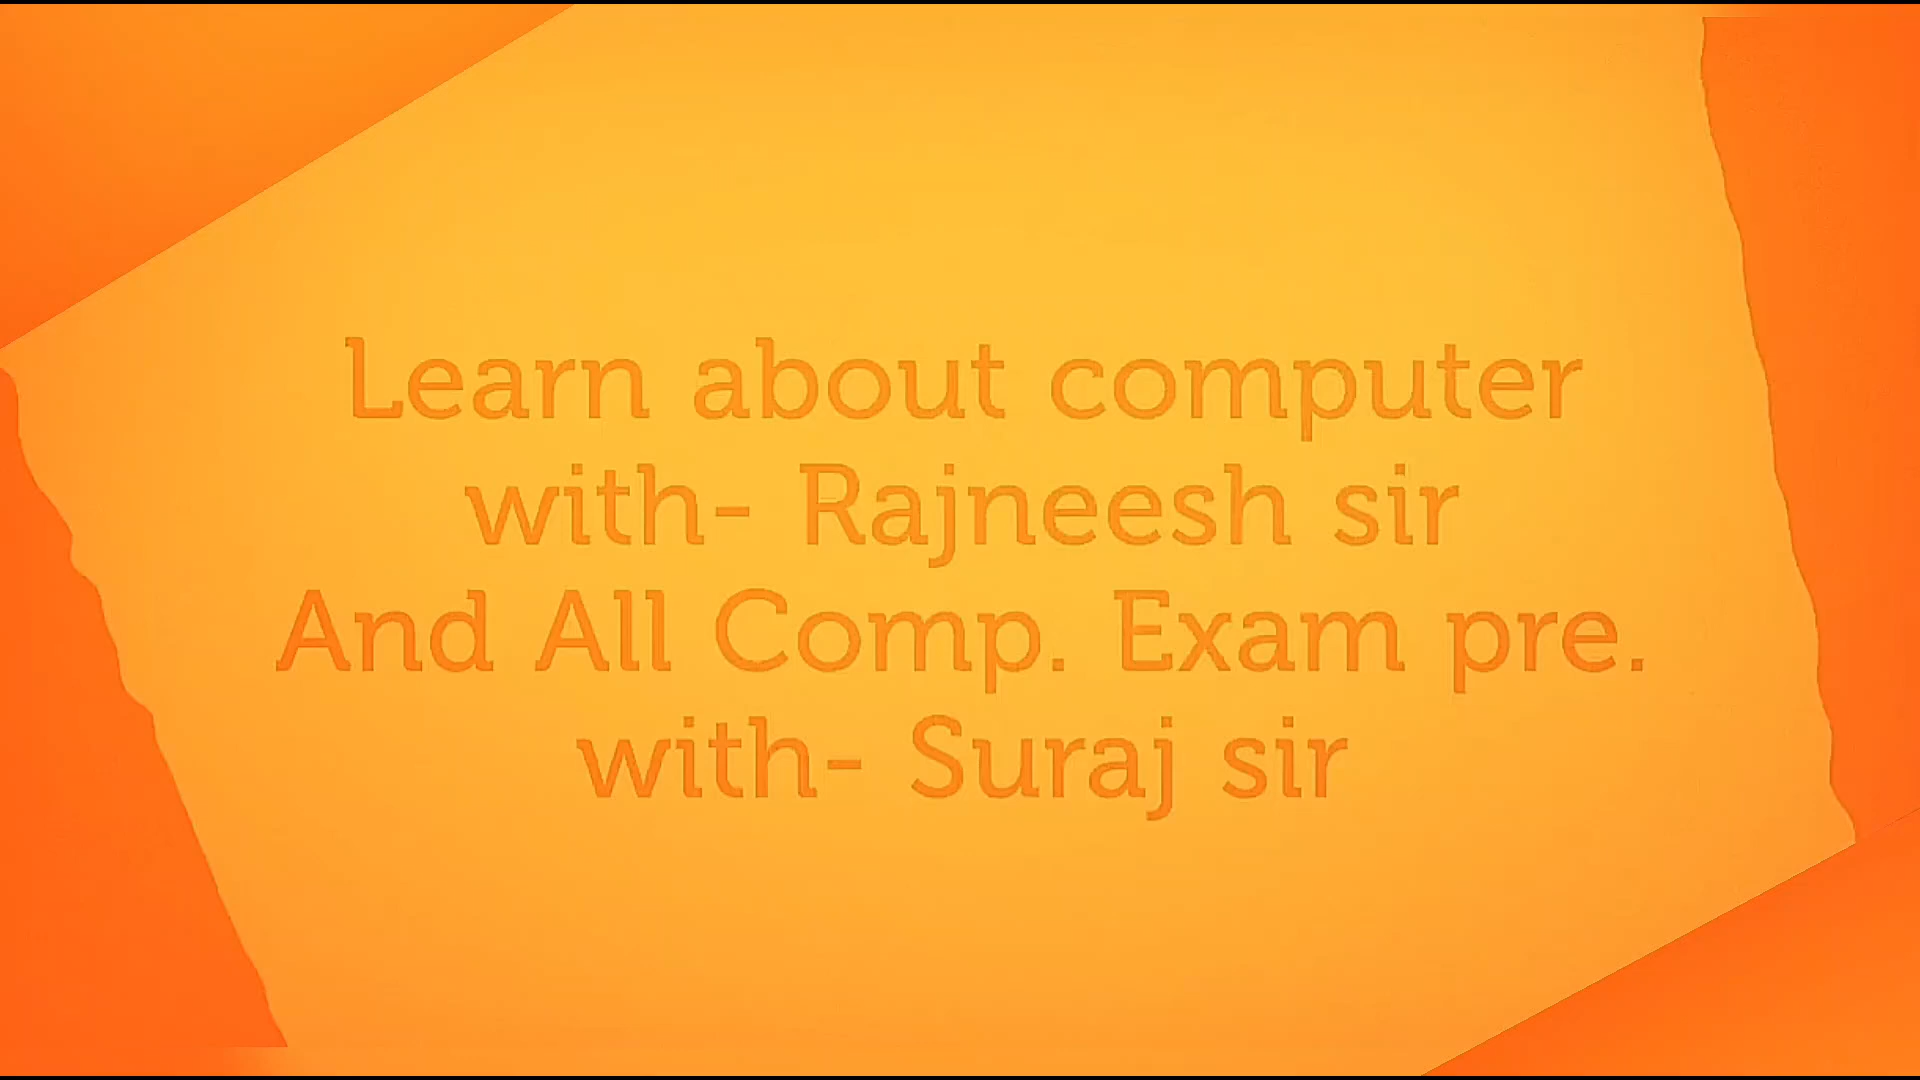 Learn about computer
with- Rajneesh sir
And All Comp. Exam pre.
with- Suraj sir